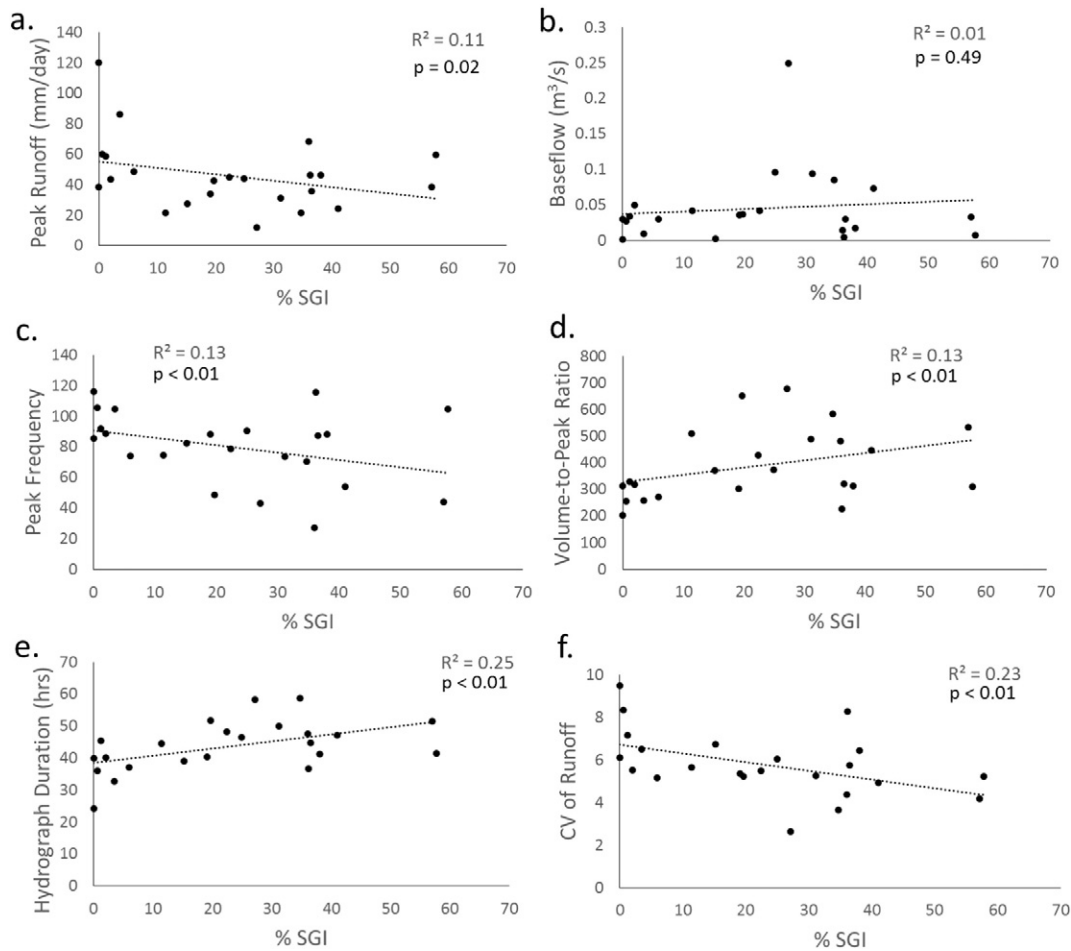 a.
R² = 0.11
p = 0.02
Peak Runoff (mm/day)
140
120
100
80
60
40
20
0
0 10 20 30 40 50 60 70
% SGI
b.
R² = 0.01
p = 0.49
Baseflow (m³/s)
0.3
0.25
0.2
0.15
0.1
0.05
0
0 10 20 30 40 50 60 70
% SGI
c.
R² = 0.13
p < 0.01
Peak Frequency
140
120
100
80
60
40
20
0
0 10 20 30 40 50 60 70
% SGI
d.
R² = 0.13
p < 0.01
Volume-to-Peak Ratio
800
700
600
500
400
300
200
100
0
0 10 20 30 40 50 60 70
% SGI
e.
R² = 0.25
p < 0.01
Hydrograph Duration (hrs)
70
60
50
40
30
20
10
0
0 10 20 30 40 50 60 70
% SGI
f.
R² = 0.23
p < 0.01
CV of Runoff
10
8
6
4
2
0
0 10 20 30 40 50 60 70
% SGI